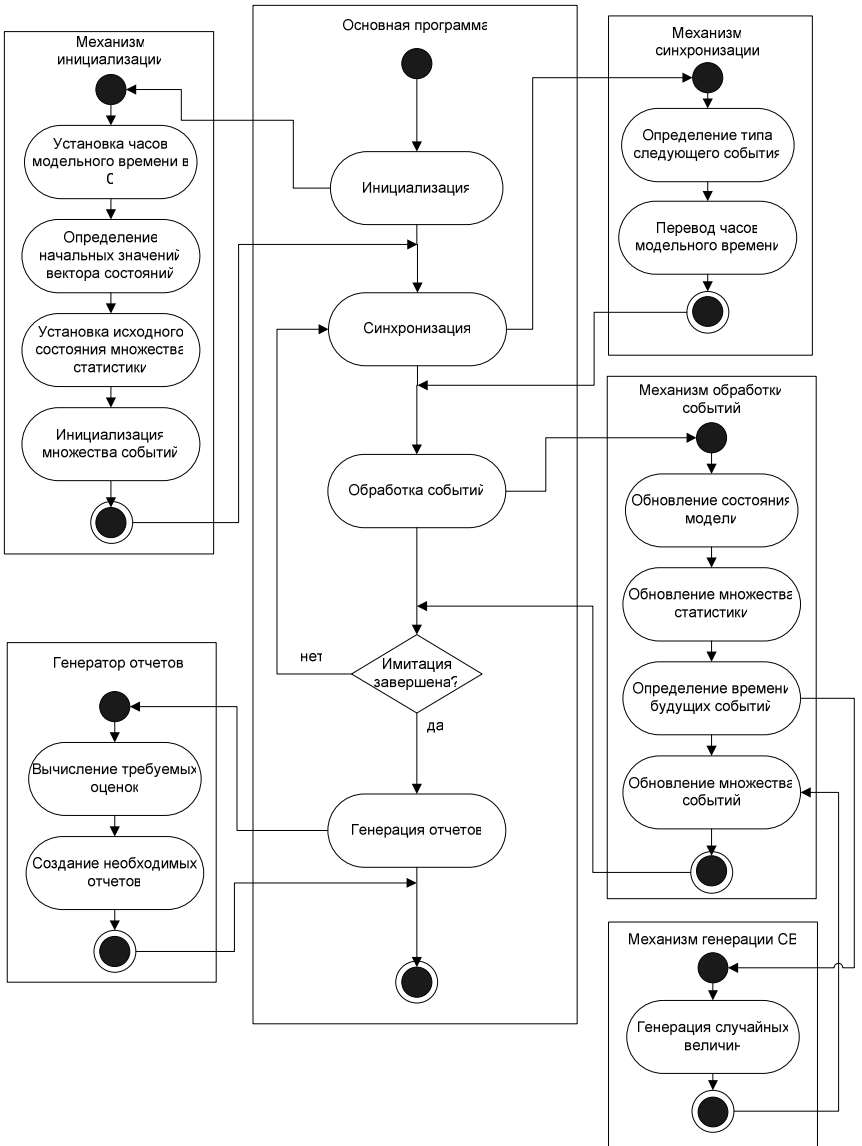 Механизм
инициализации
Установка часов
модельного времени в
0
Определение
начальных значений
вектора состояний
Установка исходного
состояния множества
статистики
Инициализация
множества событий
Основная программа
Инициализация
Синхронизация
Обработка событий
Имитация
завершена?
нет
да
Генерация отчетов
Механизм
синхронизации
Определение типа
следующего события
Перевод часов
модельного времени
Механизм обработки
событий
Обновление состояния
модели
Обновление множества
статистики
Определение времени
будущих событий
Обновление множества
событий
Генератор отчетов
Вычисление требуемых
оценок
Создание необходимых
отчетов
Механизм генерации СВ
Генерация случайных
величин